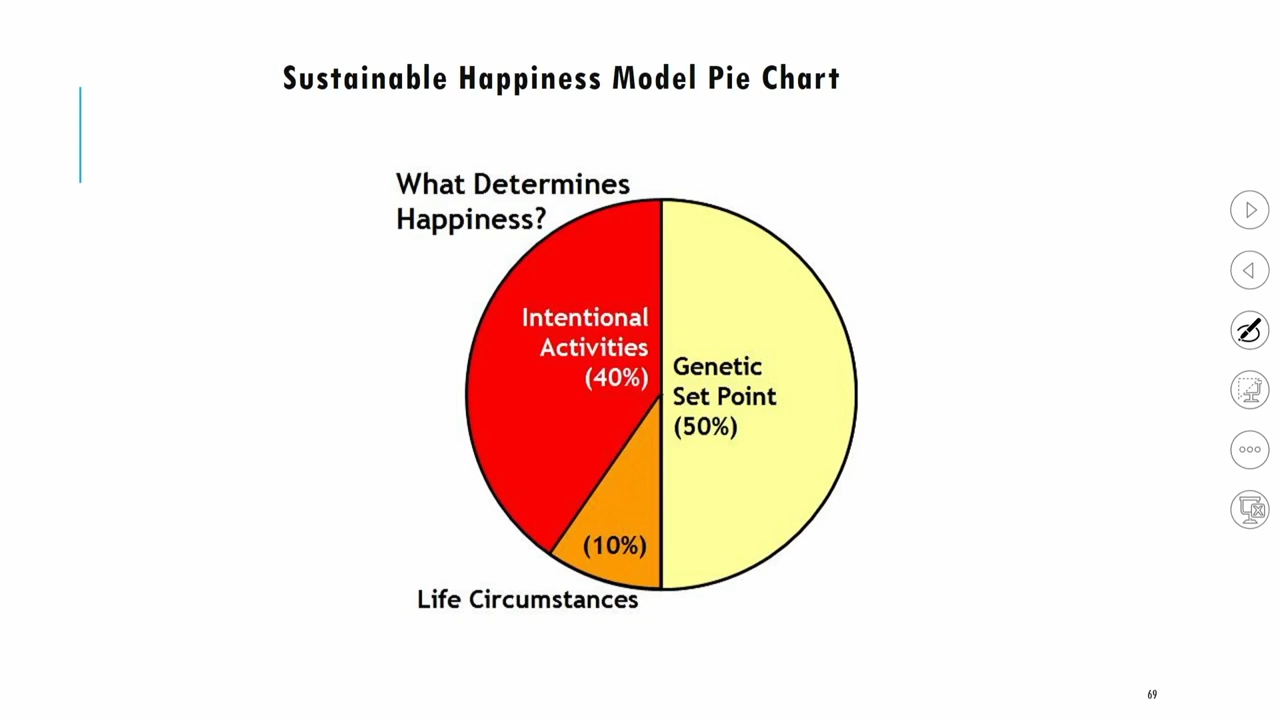 Sustainable Happiness Model Pie Chart
What Determines
Happiness?
Intentional
Activities
(40%)
Genetic
Set Point
(50%)
(10%)
Life Circumstances
69